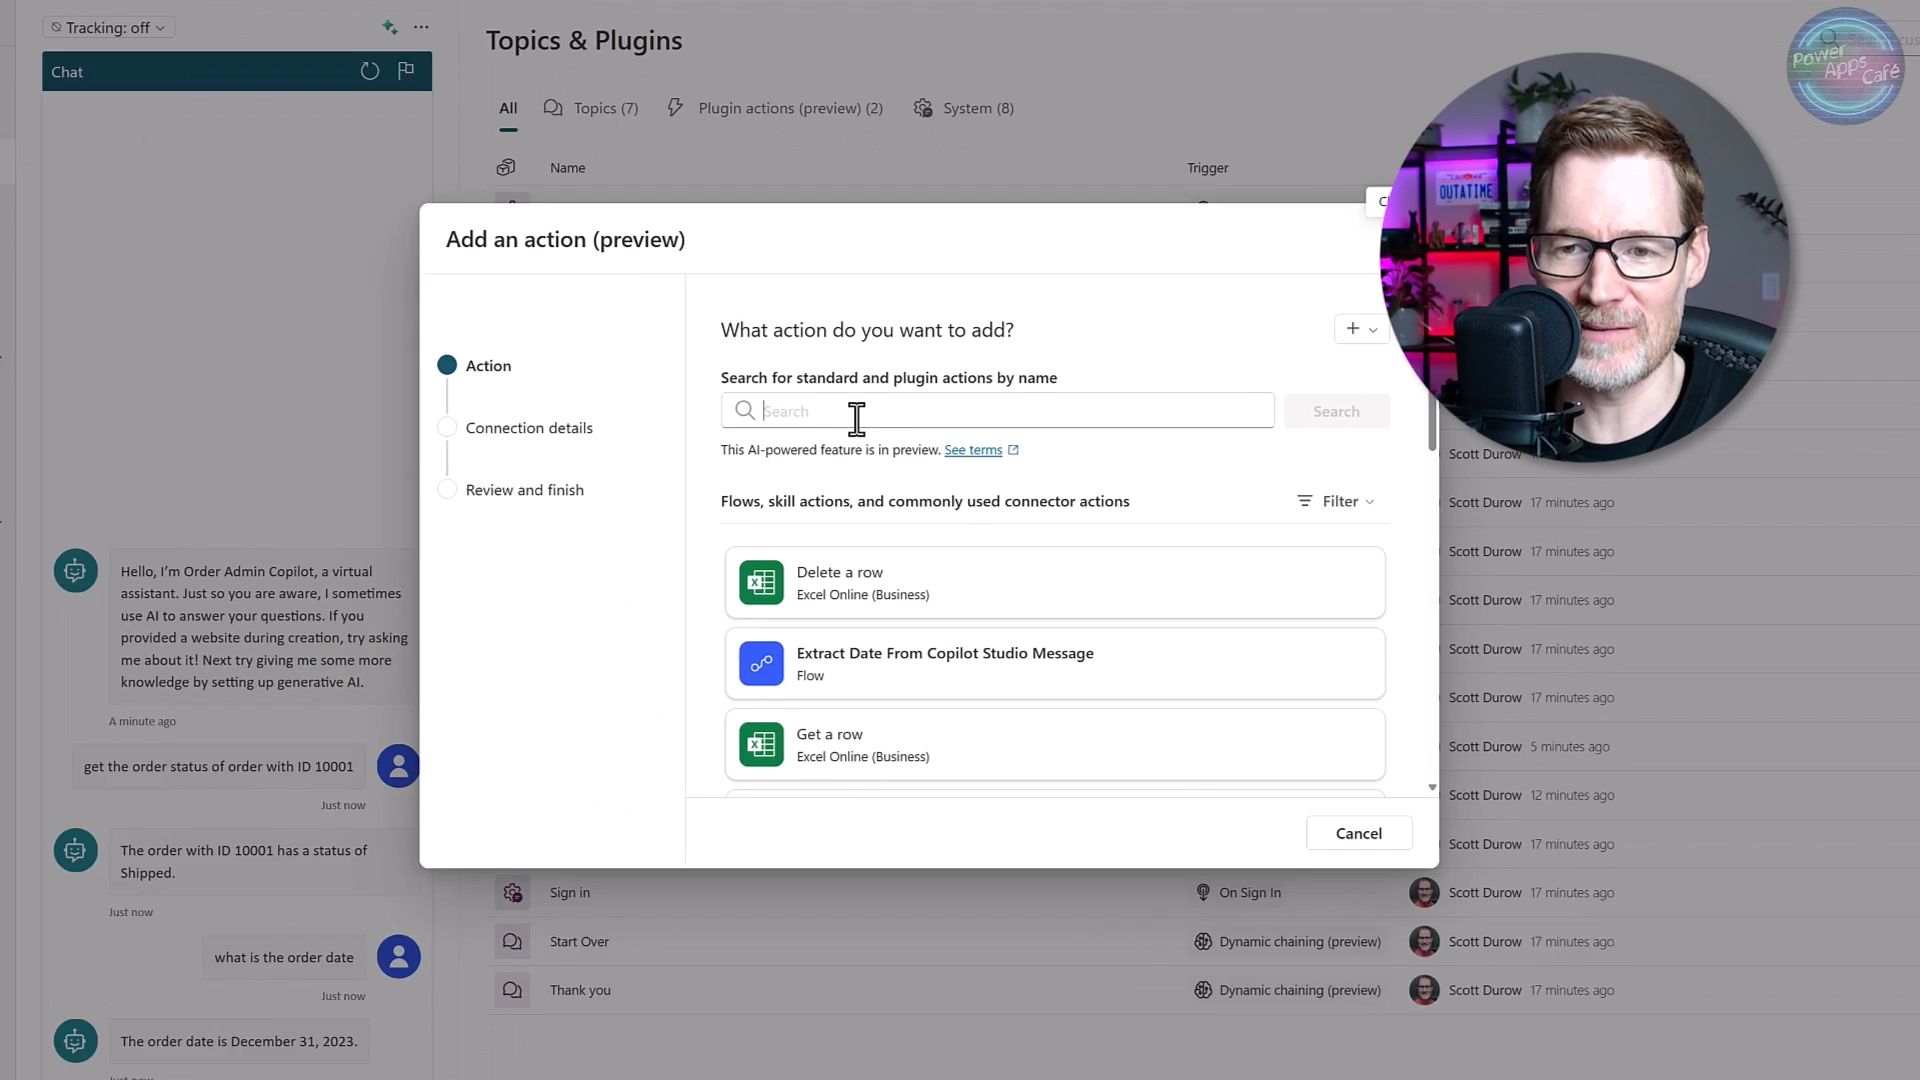 Tracking: off
Chat
Hello, I'm Order Admin Copilot, a virtual
assistant. Just so you are aware, I sometimes
use AI to answer your questions. If you
provided a website during creation, try asking
me about it! Next try giving me some more
knowledge by setting up generative AI.
A minute ago
get the order status of order with ID 10001
Just now
The order with ID 10001 has a status of
Shipped.
Just now
what is the order date
Just now
The order date is December 31, 2023.
Topics & Plugins
All
Topics (7)
Plugin actions (preview) (2)
System (8)
Name
Trigger
Power
Apps
Café
OUTATIME
Add an action (preview)
Action
Connection details
Review and finish
What action do you want to add?
Search for standard and plugin actions by name
Search
Search
This AI-powered feature is in preview. See terms
Flows, skill actions, and commonly used connector actions
Filter
Delete a row
Excel Online (Business)
Extract Date From Copilot Studio Message
Flow
Get a row
Excel Online (Business)
Cancel
Scott Durow
Scott Durow 17 minutes ago
Scott Durow 17 minutes ago
Scott Durow 17 minutes ago
Scott Durow 17 minutes ago
Scott Durow 17 minutes ago
Scott Durow 5 minutes ago
Scott Durow 12 minutes ago
Scott Durow 17 minutes ago
Sign in On Sign In Scott Durow 17 minutes ago
Start Over Dynamic chaining (preview) Scott Durow 17 minutes ago
Thank you Dynamic chaining (preview) Scott Durow 17 minutes ago